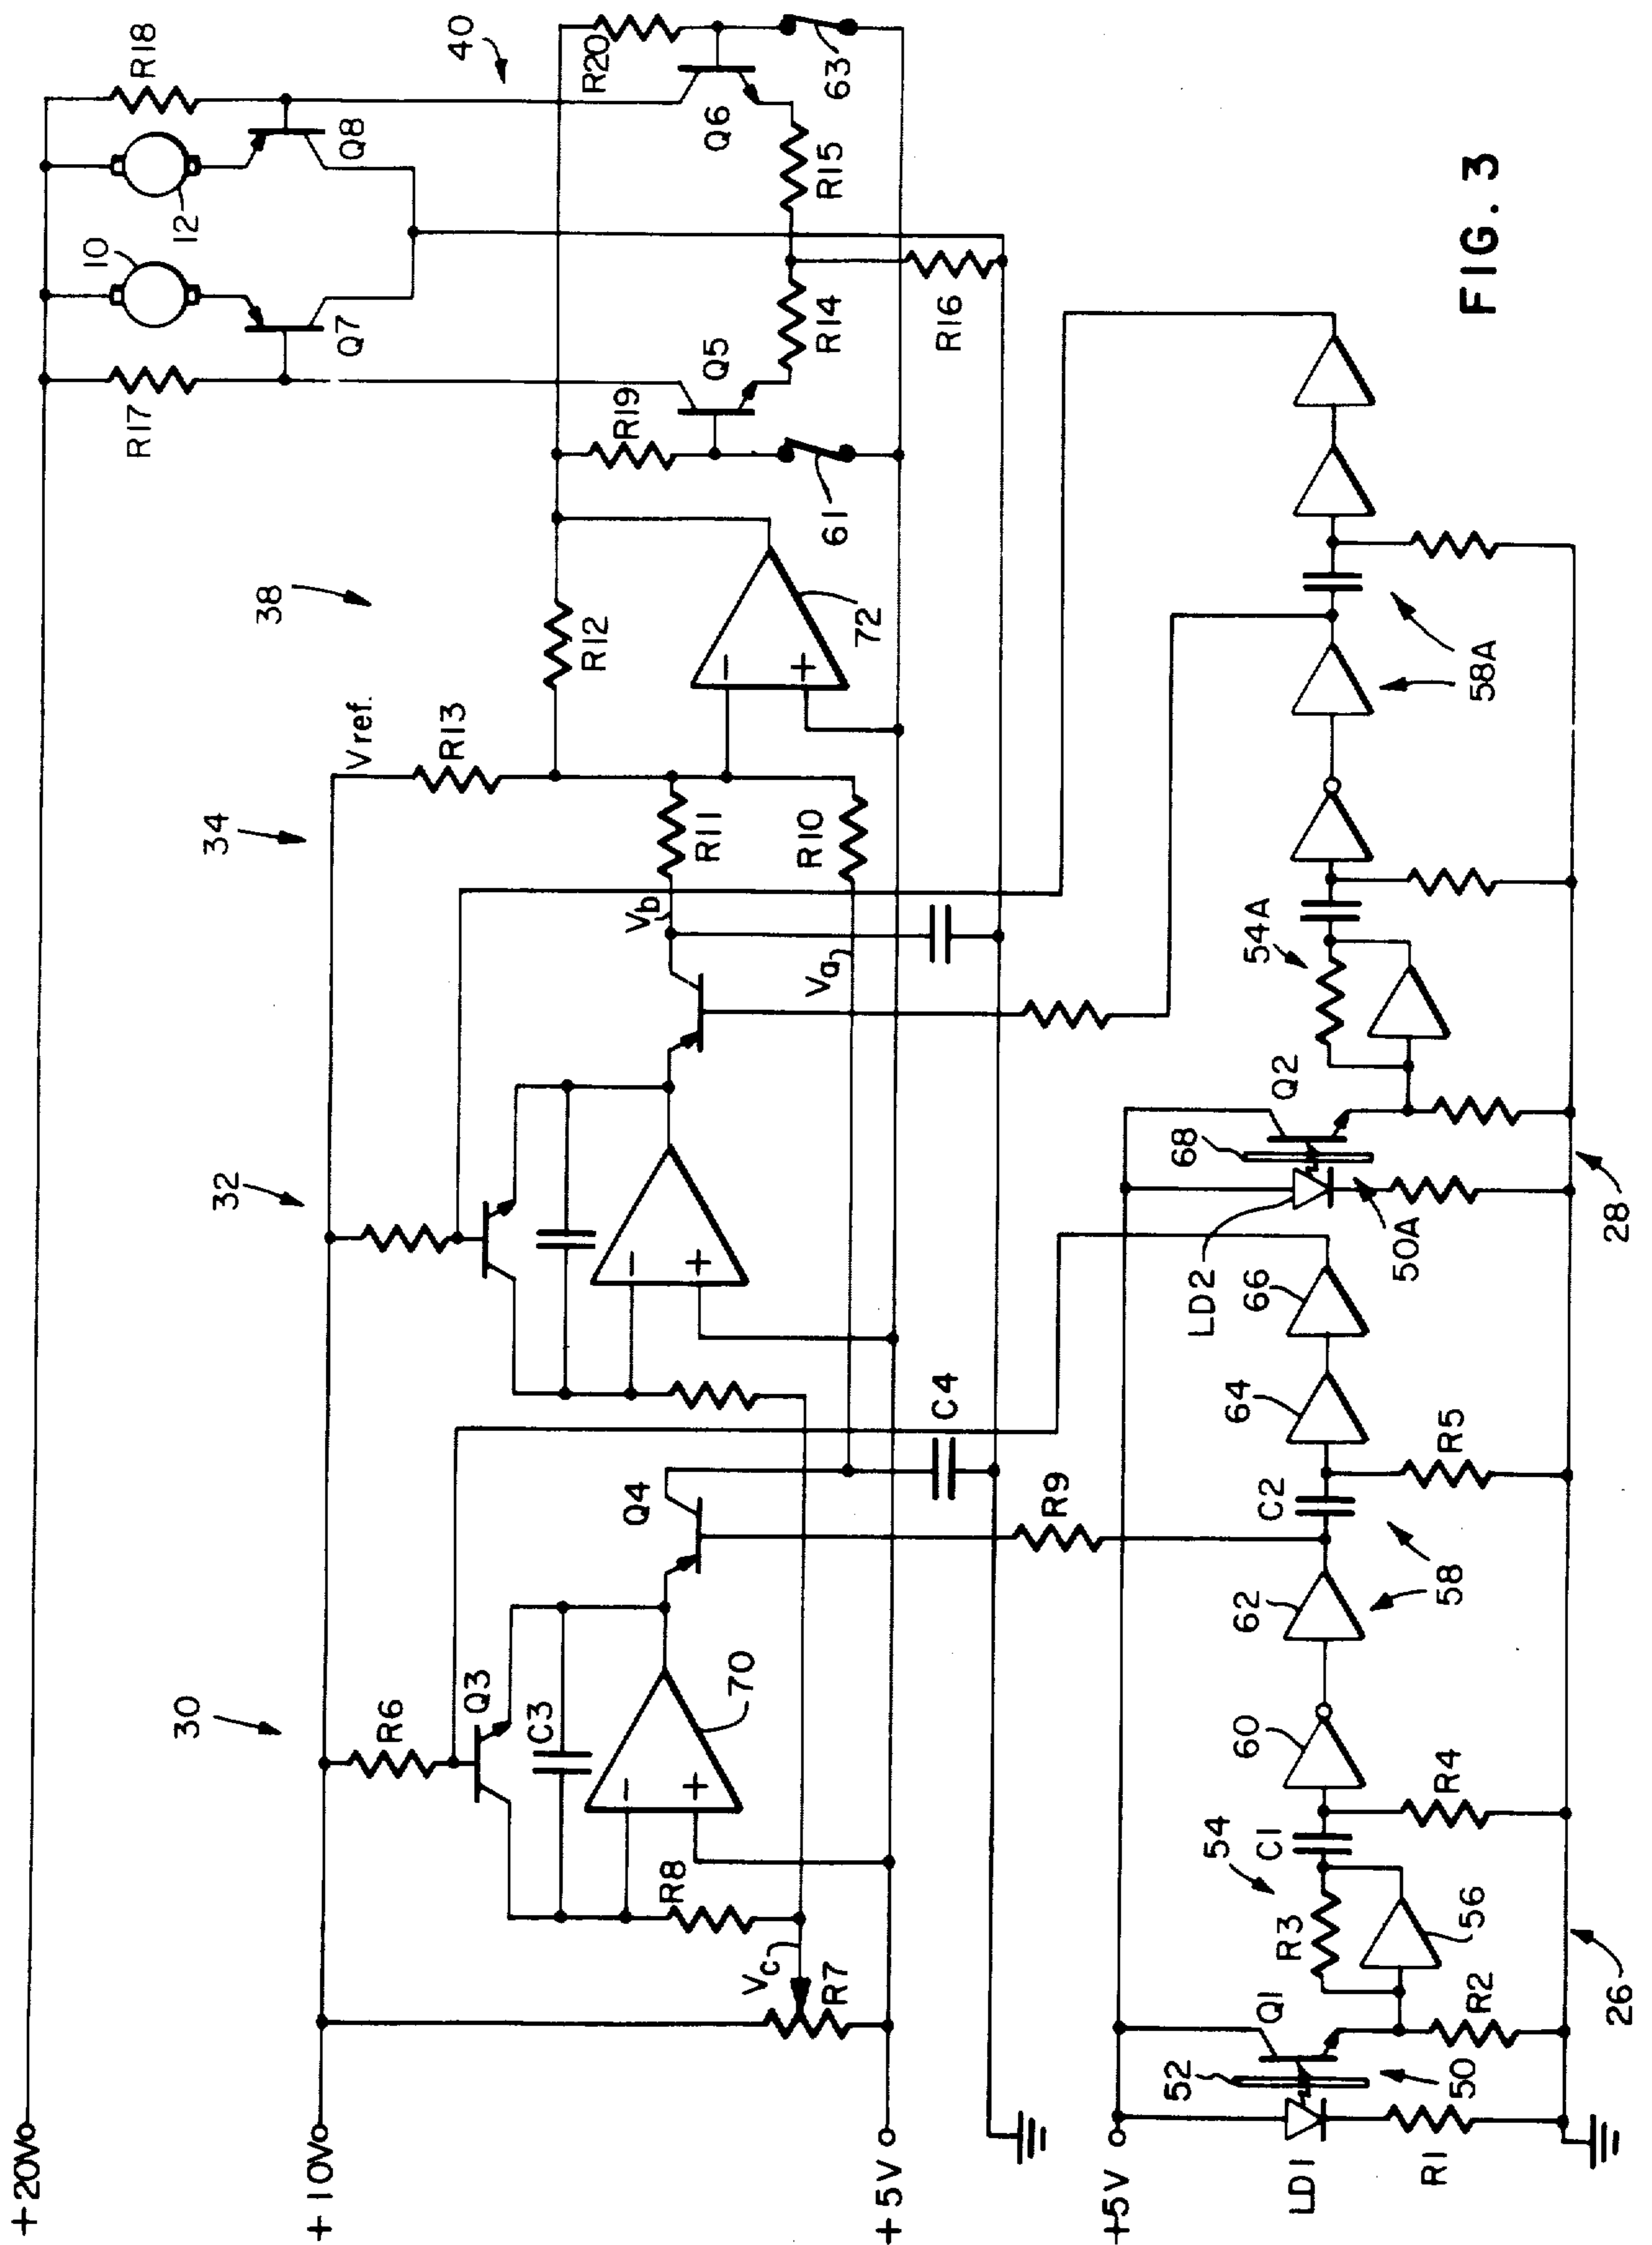 +20V
+10V
+5V
+5V
R18
R17
10
12
Q7
Q8
40
R20
Q6
63
R15
R14
R16
Q5
R19
61
38
R12
72
34
Vref.
R13
R11
R10
Vb
Va
32
C4
30
R6
Q3
C3
70
Q4
R9
R8
Vc
R7
FIG. 3
58A
54A
Q2
68
LD2
50A
28
66
64
R5
C2
58
62
60
R4
54
C1
R3
56
Q1
R2
52
50
LD1
R1
26